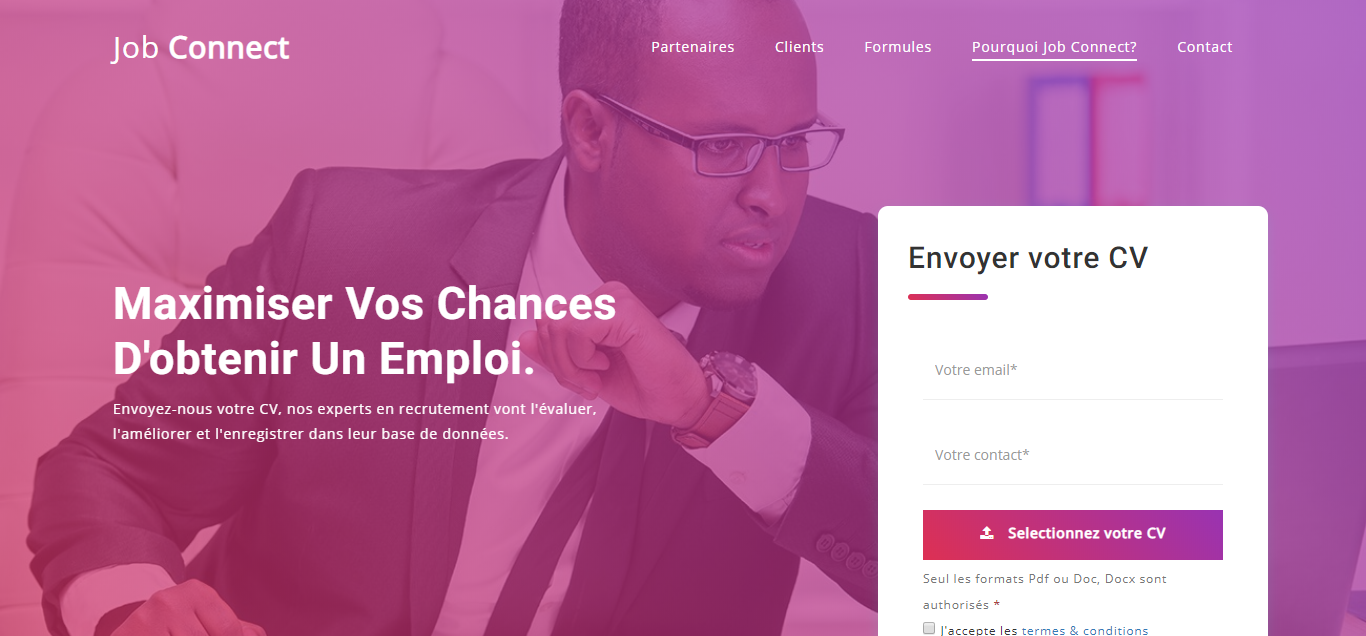 Job Connect
Partenaires Clients Formules Pourquoi Job Connect? Contact
Maximiser Vos Chances
D'obtenir Un Emploi.
Envoyez-nous votre CV, nos experts en recrutement vont l'évaluer,
l'améliorer et l'enregistrer dans leur base de données.
Envoyer votre CV
Votre email*
Votre contact*
Selectionnez votre CV
Seul les formats Pdf ou Doc, Docx sont
authorisés *
J'accepte les termes & conditions